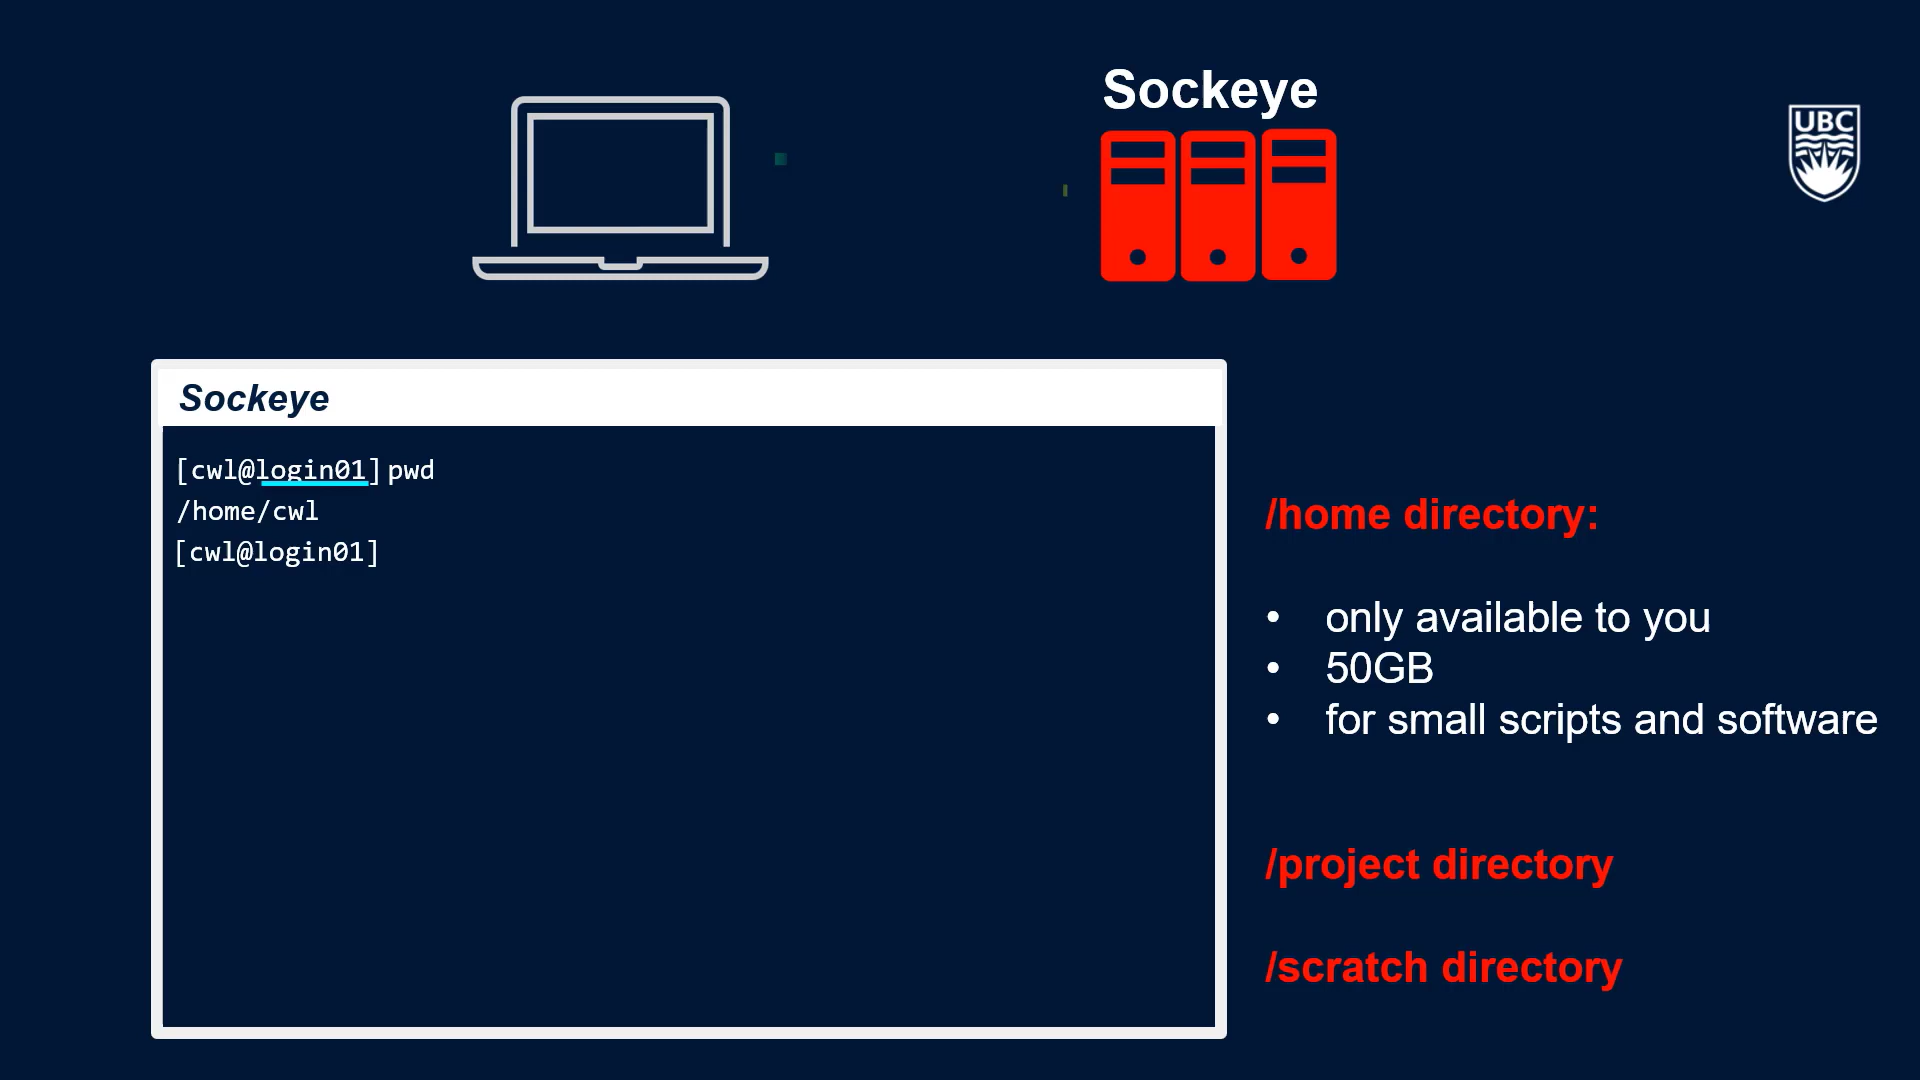 Sockeye
UBC
Sockeye
[cwl@login01]pwd
/home/cwl
[cwl@login01]
/home directory:
• only available to you
• 50GB
• for small scripts and software
/project directory
/scratch directory